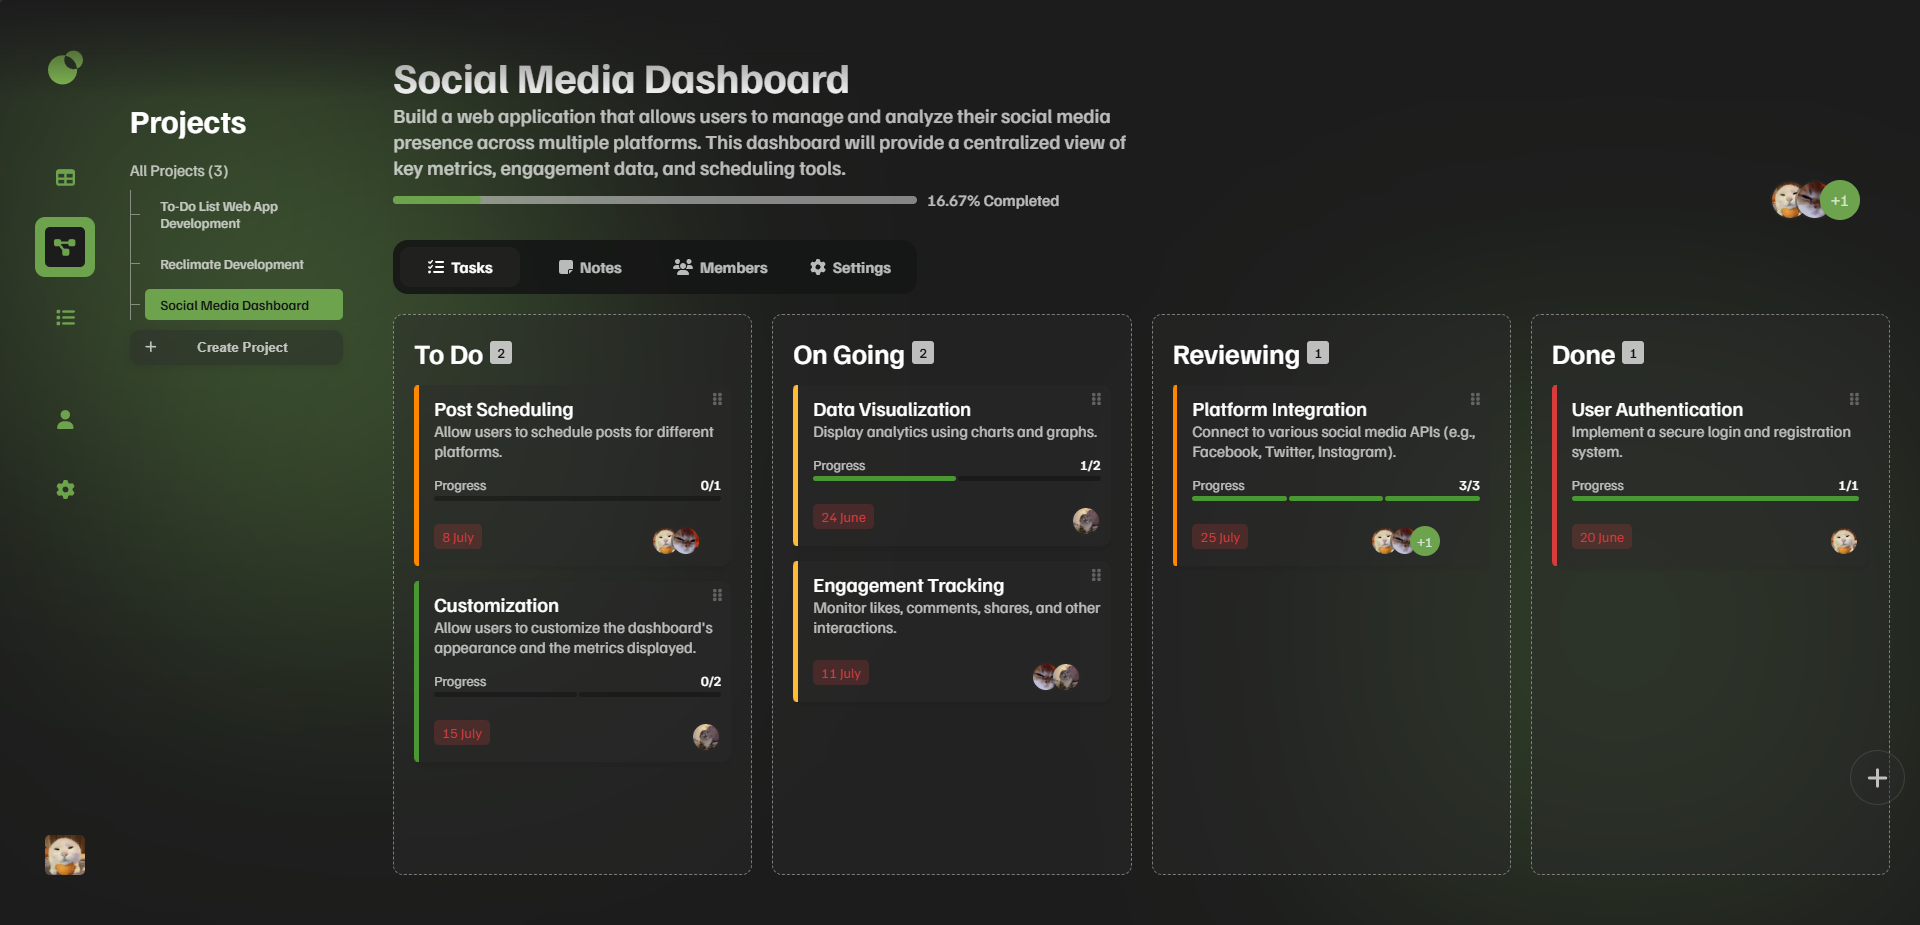 Projects
All Projects (3)
To-Do List Web App
Development
Reclimate Development
Social Media Dashboard
+ Create Project
Social Media Dashboard
Build a web application that allows users to manage and analyze their social media
presence across multiple platforms. This dashboard will provide a centralized view of
key metrics, engagement data, and scheduling tools.
16.67% Completed
+1
Tasks
Notes
Members
Settings
To Do 2
Post Scheduling
Allow users to schedule posts for different
platforms.
Progress 0/1
8 July
Customization
Allow users to customize the dashboard's
appearance and the metrics displayed.
Progress 0/2
15 July
On Going 2
Data Visualization
Display analytics using charts and graphs.
Progress 1/2
24 June
Engagement Tracking
Monitor likes, comments, shares, and other
interactions.
11 July
Reviewing 1
Platform Integration
Connect to various social media APIs (e.g.,
Facebook, Twitter, Instagram).
Progress 3/3
25 July +1
Done 1
User Authentication
Implement a secure login and registration
system.
Progress 1/1
20 June
+